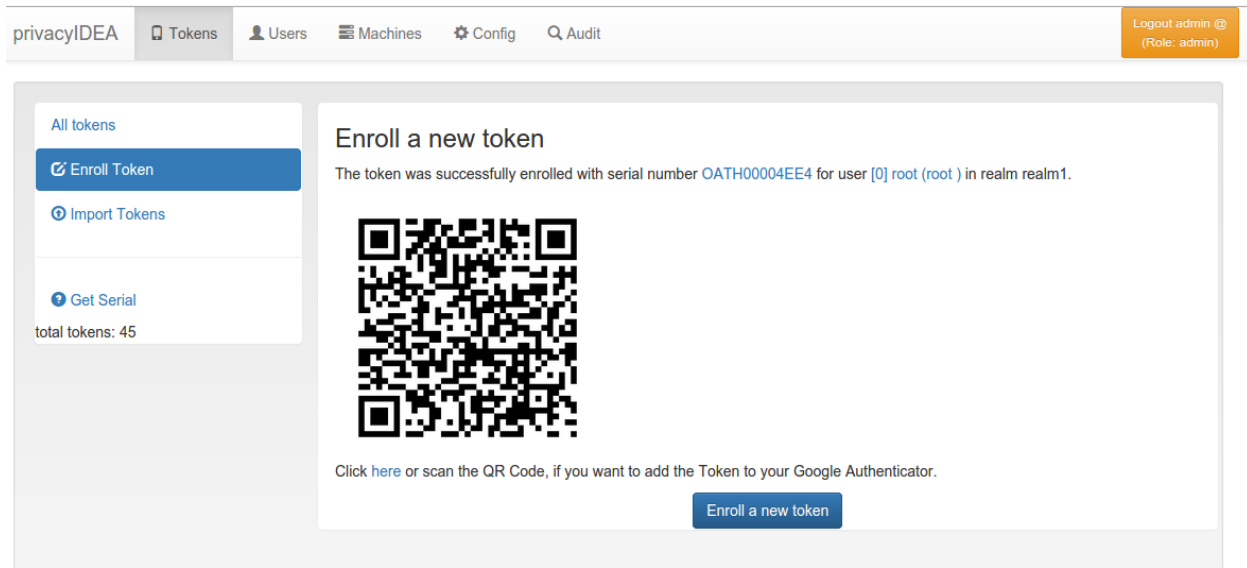 privacyIDEA Tokens Users Machines Config Audit
Logout admin @
(Role: admin)
All tokens
Enroll Token
Import Tokens
Get Serial
total tokens: 45
Enroll a new token
The token was successfully enrolled with serial number OATH00004EE4 for user [0] root (root ) in realm realm1.
Click here or scan the QR Code, if you want to add the Token to your Google Authenticator.
Enroll a new token